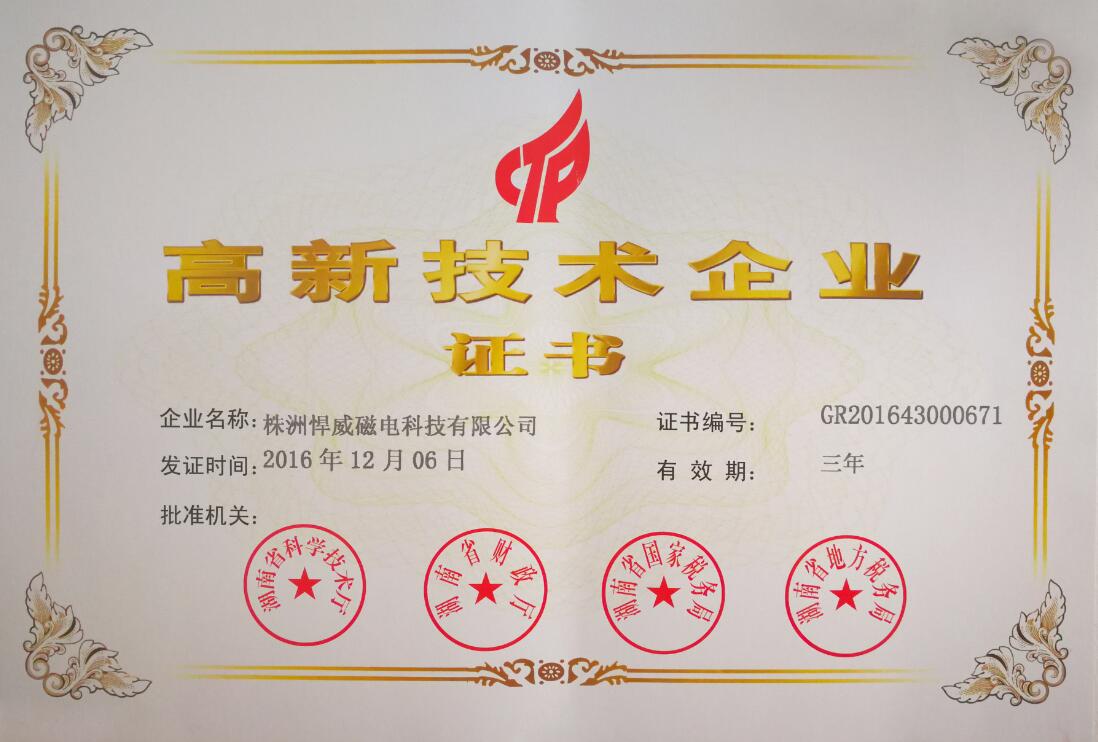 CTP
高新技术企业
证书
企业名称：株洲悍威磁电科技有限公司
证书编号：GR201643000671
发证时间：2016年12月06日
有效期：三年
批准机关：
湖南省科学技术厅
湖南省财政厅
湖南省国家税务局
湖南省地方税务局